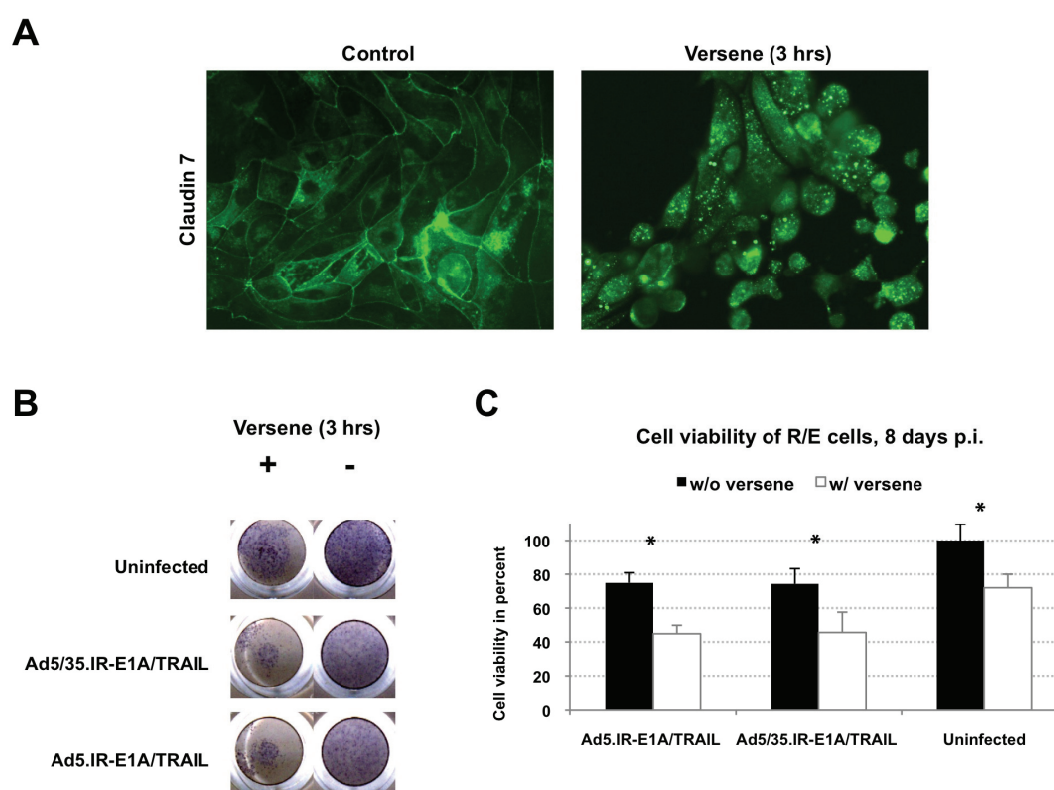 A
Control
Versene (3 hrs)
Claudin 7
B
Versene (3 hrs)
+ -
Uninfected
Ad5/35.IR-E1A/TRAIL
Ad5.IR-E1A/TRAIL
C
Cell viability of R/E cells, 8 days p.i.
w/o versene w/ versene
Cell viability in percent
100
80
60
40
20
0
* * *
Ad5.IR-E1A/TRAIL Ad5/35.IR-E1A/TRAIL Uninfected